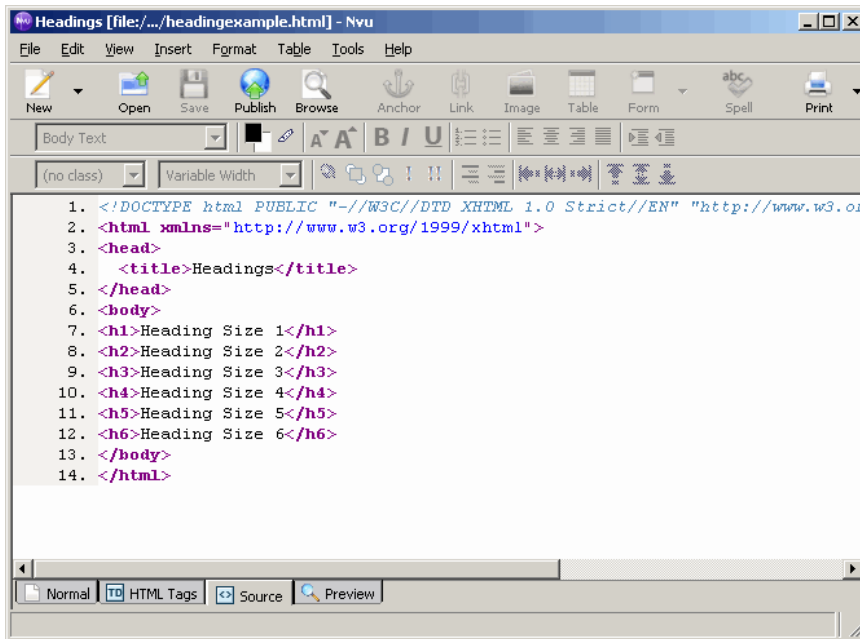 Headings [file:/.../headingexample.html] - Nvu
File Edit View Insert Format Table Tools Help
New Open Save Publish Browse Anchor Link Image Table Form Spell Print
Body Text
(no class) Variable Width
1. <!DOCTYPE html PUBLIC "-//W3C//DTD XHTML 1.0 Strict//EN" "http://www.w3.or
2. <html xmlns="http://www.w3.org/1999/xhtml">
3. <head>
4. <title>Headings</title>
5. </head>
6. <body>
7. <h1>Heading Size 1</h1>
8. <h2>Heading Size 2</h2>
9. <h3>Heading Size 3</h3>
10. <h4>Heading Size 4</h4>
11. <h5>Heading Size 5</h5>
12. <h6>Heading Size 6</h6>
13. </body>
14. </html>
Normal HTML Tags Source Preview